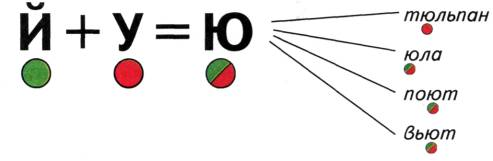 Й + У = Ю
тюльпан
юла
поют
вьют